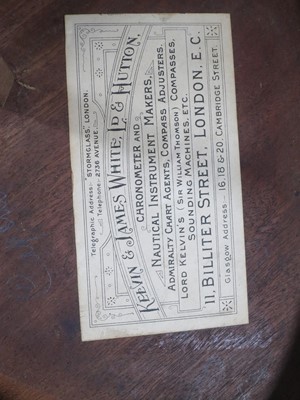 Telegraphic Address:- STORMGLASS, LONDON.
Telephone: 2736 AVENUE.
KELVIN & JAMES WHITE, LD. & HUTTON,
CHRONOMETER AND
NAUTICAL INSTRUMENT MAKERS,
ADMIRALTY CHART AGENTS, COMPASS ADJUSTERS,
LORD KELVIN'S (SIR WILLIAM THOMSON) COMPASSES,
SOUNDING MACHINES, ETC.
11, BILLITER STREET, LONDON, E.C.
Glasgow Address 16, 18 & 20, CAMBRIDGE STREET.